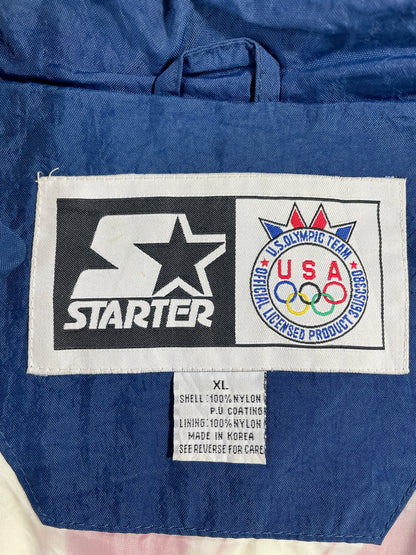 STARTER
U.S. OLYMPIC TEAM
USA
OFFICIAL LICENSED PRODUCT 36USC380
XL
SHELL:100%NYLON
P.U COATING
LINING:100%NYLON
MADE IN KOREA
SEE REVERSE FOR CARE